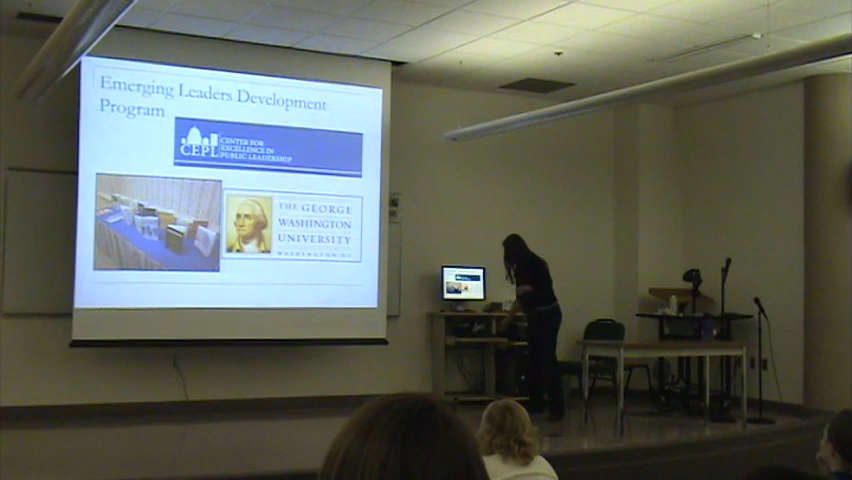 Emerging Leaders Development
Program
CEPL
CENTER FOR
EXCELLENCE IN
PUBLIC LEADERSHIP
THE GEORGE
WASHINGTON
UNIVERSITY
WASHINGTON DC